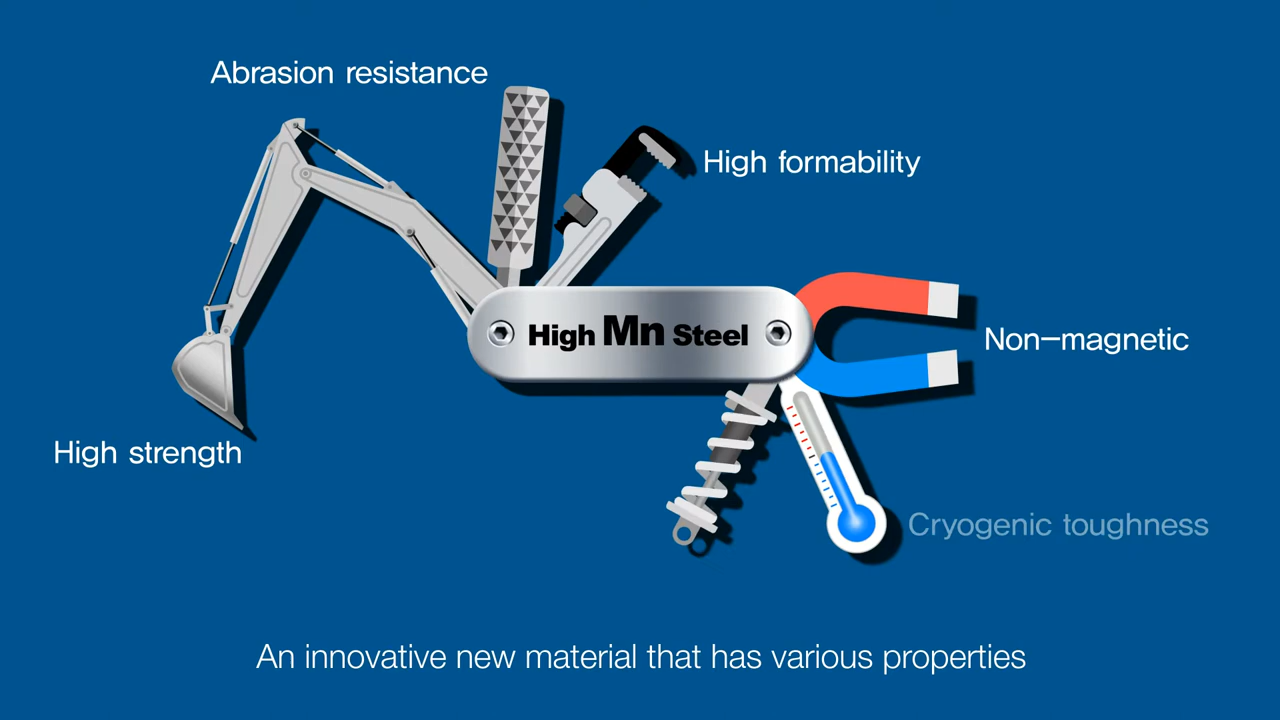 Abrasion resistance
High formability
High Mn Steel
Non-magnetic
High strength
Cryogenic toughness
An innovative new material that has various properties